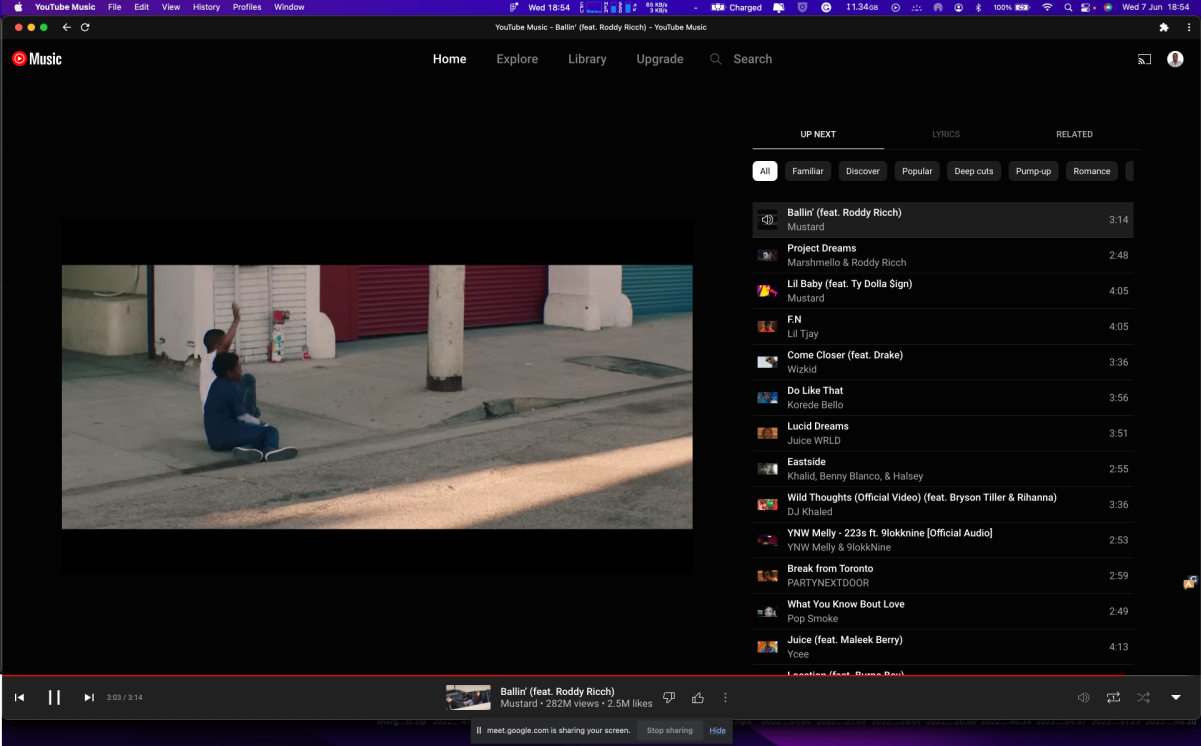 YouTube Music File Edit View History Profiles Window
Wed 18:54
65 KB/s
3 KB/s
Charged
1.34GB
100%
Wed 7 Jun 18:54
YouTube Music - Ballin' (feat. Roddy Ricch) - YouTube Music
Music
Home Explore Library Upgrade Search
UP NEXT LYRICS RELATED
All Familiar Discover Popular Deep cuts Pump-up Romance
Ballin' (feat. Roddy Ricch)
Mustard
3:14
Project Dreams
Marshmello & Roddy Ricch
2:48
Lil Baby (feat. Ty Dolla $ign)
Mustard
4:05
F.N
Lil Tjay
4:05
Come Closer (feat. Drake)
Wizkid
3:36
Do Like That
Korede Bello
3:56
Lucid Dreams
Juice WRLD
3:51
Eastside
Khalid, Benny Blanco, & Halsey
2:55
Wild Thoughts (Official Video) (feat. Bryson Tiller & Rihanna)
DJ Khaled
3:36
YNW Melly - 223s ft. 9lokknine [Official Audio]
YNW Melly & 9lokkNine
2:53
Break from Toronto
PARTYNEXTDOOR
2:59
What You Know Bout Love
Pop Smoke
2:49
Juice (feat. Maleek Berry)
Ycee
4:13
Location (feat. Burna Boy)
3:03 / 3:14
Ballin' (feat. Roddy Ricch)
Mustard • 282M views • 2.5M likes
meet.google.com is sharing your screen. Stop sharing Hide